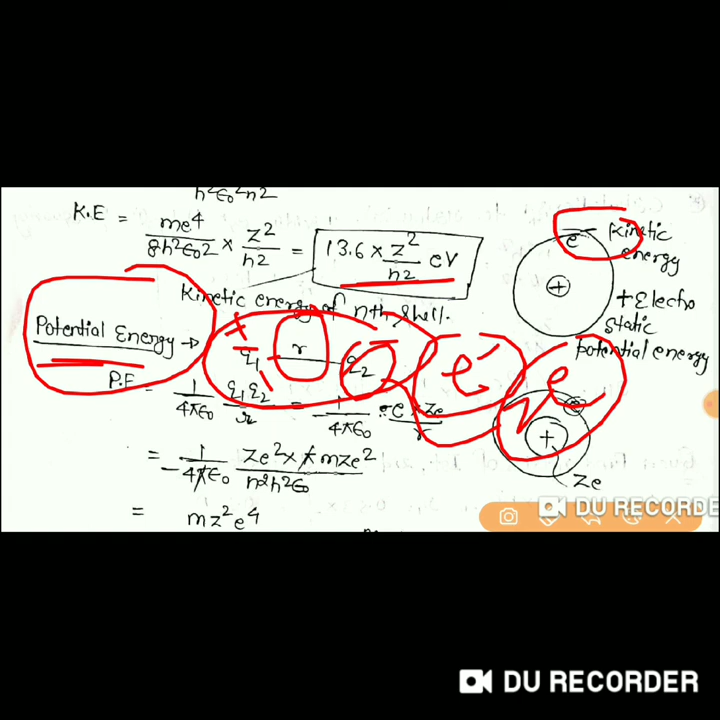 h²ε₀²n²
K.E = me⁴ / 8h²ε₀² × z²/n² = 13.6 × z²/n² eV
Kinetic energy of nth shell.
e⁻ kinetic energy
+
+ Electro
static
potential energy
Potential Energy →
+ q₁ r q₂ - e⁻ Ze
P.E = 1/4πε₀ q₁q₂/r = 1/4πε₀ -e × ze/r
= - 1/4πε₀ Ze² × πmze² / n²h²ε₀
+
Ze
= mz²e⁴
DU RECORDER
DU RECORDER